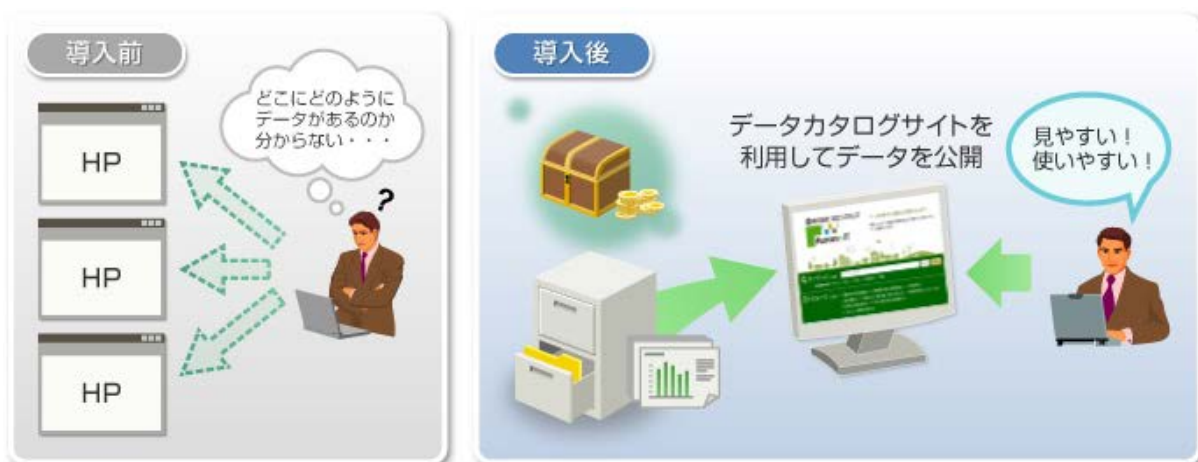 導入前
どこにどのように
データがあるのか
分からない・・・
?
HP
HP
HP
導入後
データカタログサイトを
利用してデータを公開
見やすい!
使いやすい!